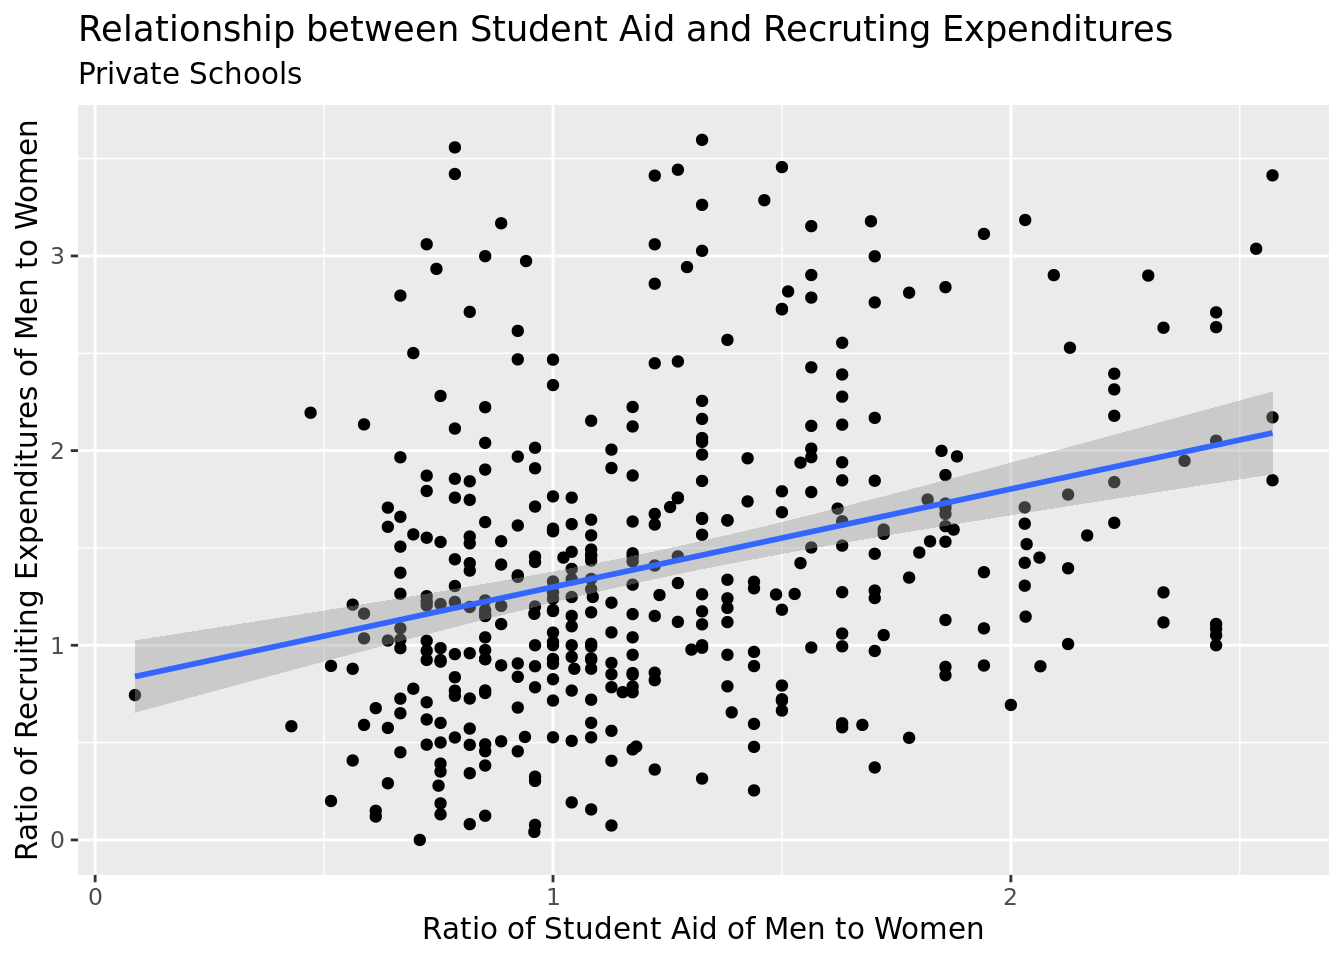 Relationship between Student Aid and Recruting Expenditures
Private Schools
Ratio of Recruiting Expenditures of Men to Women
3
2
1
0
0 1 2
Ratio of Student Aid of Men to Women